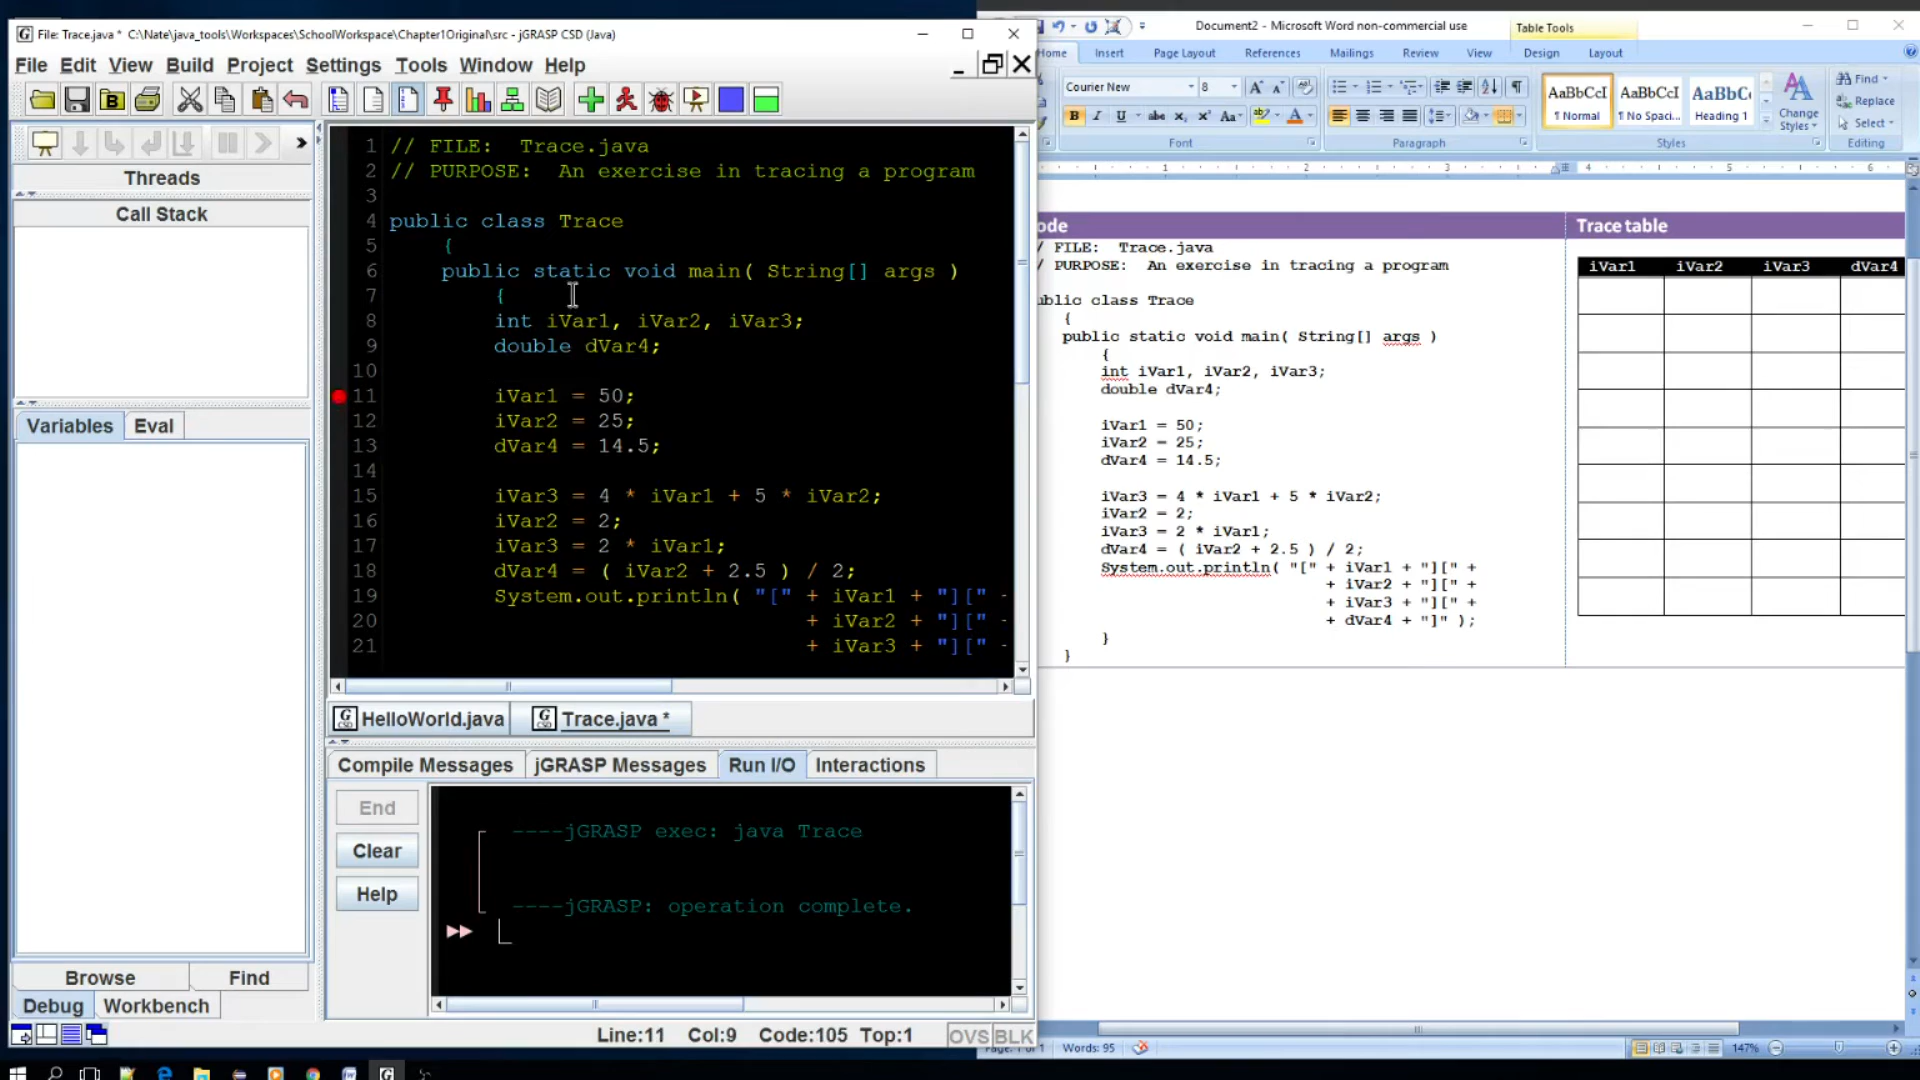 File: Trace.java *  C:\Nate\java_tools\Workspaces\SchoolWorkspace\Chapter1Original\src - jGRASP CSD (Java)
File Edit View Build Project Settings Tools Window Help
Threads
Call Stack
Variables Eval
Browse Find
Debug Workbench
1 // FILE:  Trace.java
2 // PURPOSE:  An exercise in tracing a program
3
4 public class Trace
5 {
6 public static void main( String[] args )
7 {
8 int iVar1, iVar2, iVar3;
9 double dVar4;
10
11 iVar1 = 50;
12 iVar2 = 25;
13 dVar4 = 14.5;
14
15 iVar3 = 4 * iVar1 + 5 * iVar2;
16 iVar2 = 2;
17 iVar3 = 2 * iVar1;
18 dVar4 = ( iVar2 + 2.5 ) / 2;
19 System.out.println( "[" + iVar1 + "]["
20 + iVar2 + "]["
21 + iVar3 + "]["
HelloWorld.java Trace.java *
Compile Messages jGRASP Messages Run I/O Interactions
End
Clear
Help
----jGRASP exec: java Trace
----jGRASP: operation complete.
Line:11 Col:9 Code:105 Top:1 OVS BLK
Document2 - Microsoft Word non-commercial use Table Tools
Home Insert Page Layout References Mailings Review View Design Layout
Courier New 8
AaBbCcI AaBbCcI AaBbC
¶ Normal ¶ No Spaci... Heading 1
Change Styles
Find
Replace
Select
Font Paragraph Styles Editing
1 2 3 4 5 6
ode Trace table
/ FILE:  Trace.java
/ PURPOSE:  An exercise in tracing a program
ublic class Trace
{
public static void main( String[] args )
{
int iVar1, iVar2, iVar3;
double dVar4;
iVar1 = 50;
iVar2 = 25;
dVar4 = 14.5;
iVar3 = 4 * iVar1 + 5 * iVar2;
iVar2 = 2;
iVar3 = 2 * iVar1;
dVar4 = ( iVar2 + 2.5 ) / 2;
System.out.println( "[" + iVar1 + "][" +
+ iVar2 + "][" +
+ iVar3 + "][" +
+ dVar4 + "]" );
}
}
iVar1 iVar2 iVar3 dVar4
Page: 1 of 1 Words: 95 147%